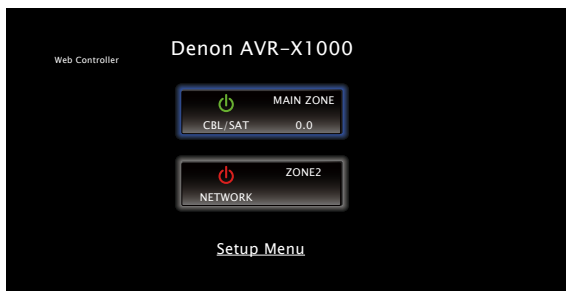 Denon AVR-X1000
Web Controller
MAIN ZONE
CBL/SAT 0.0
ZONE2
NETWORK
Setup Menu